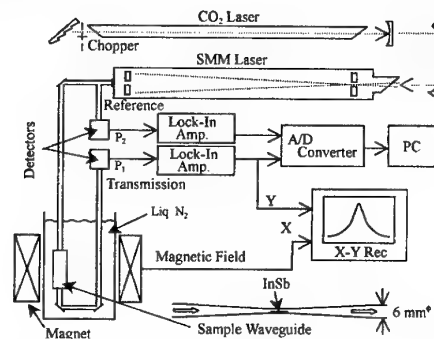 CO₂ Laser
Chopper
SMM Laser
Reference
Detectors
P₂
Lock-In
Amp.
P₁
Lock-In
Amp.
A/D
Converter
PC
Transmission
Liq N₂
Y
X
Magnetic Field
X-Y Rec
InSb
6 mmᶲ
Magnet
Sample Waveguide